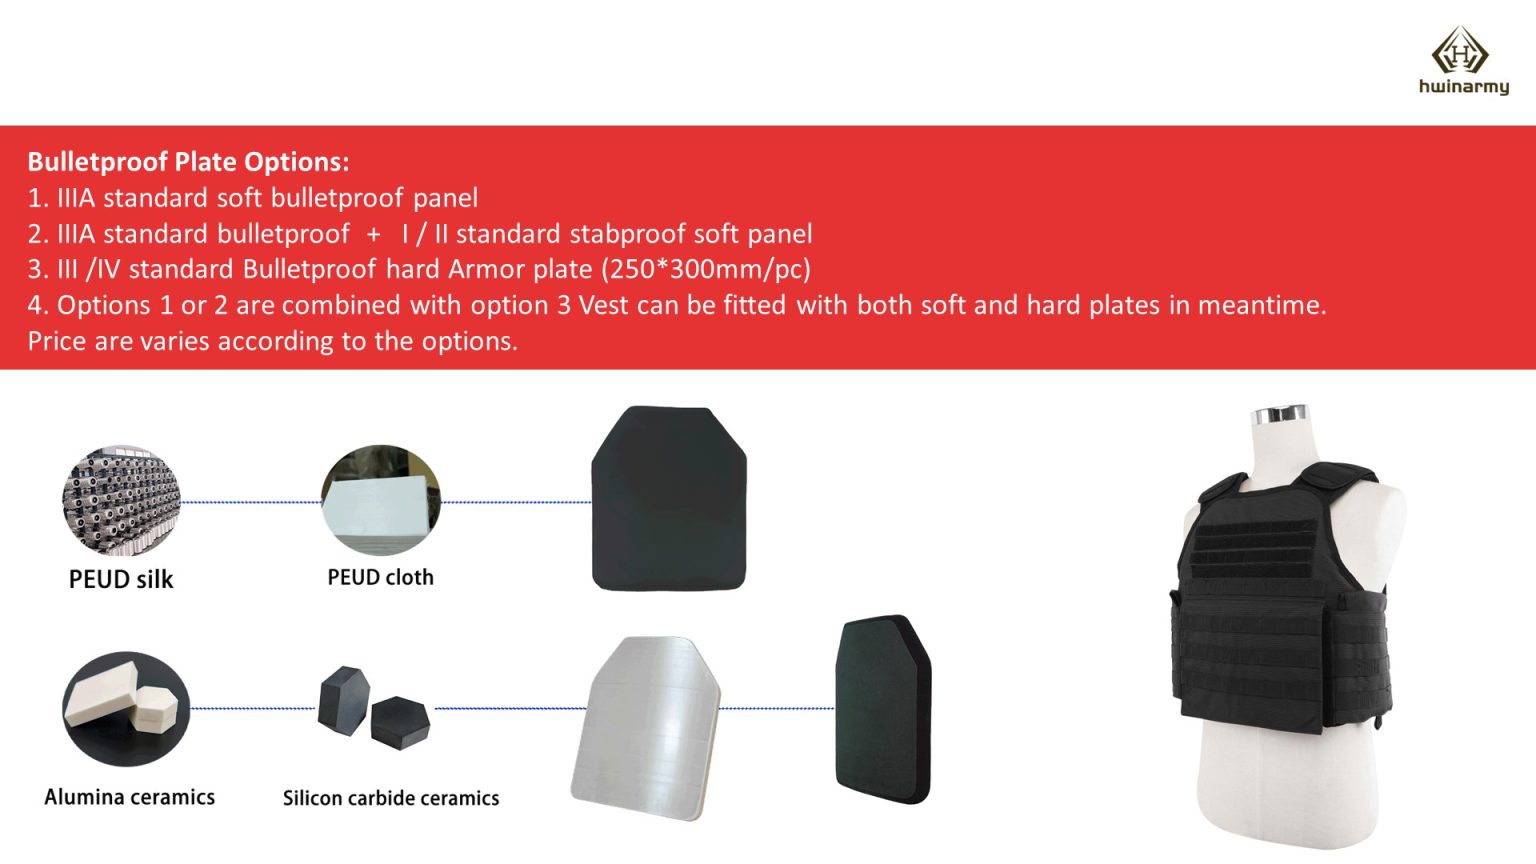 hwinarmy
Bulletproof Plate Options:
1. IIIA standard soft bulletproof panel
2. IIIA standard bulletproof + I / II standard stabproof soft panel
3. III /IV standard Bulletproof hard Armor plate (250*300mm/pc)
4. Options 1 or 2 are combined with option 3 Vest can be fitted with both soft and hard plates in meantime.
Price are varies according to the options.
PEUD silk
PEUD cloth
Alumina ceramics
Silicon carbide ceramics